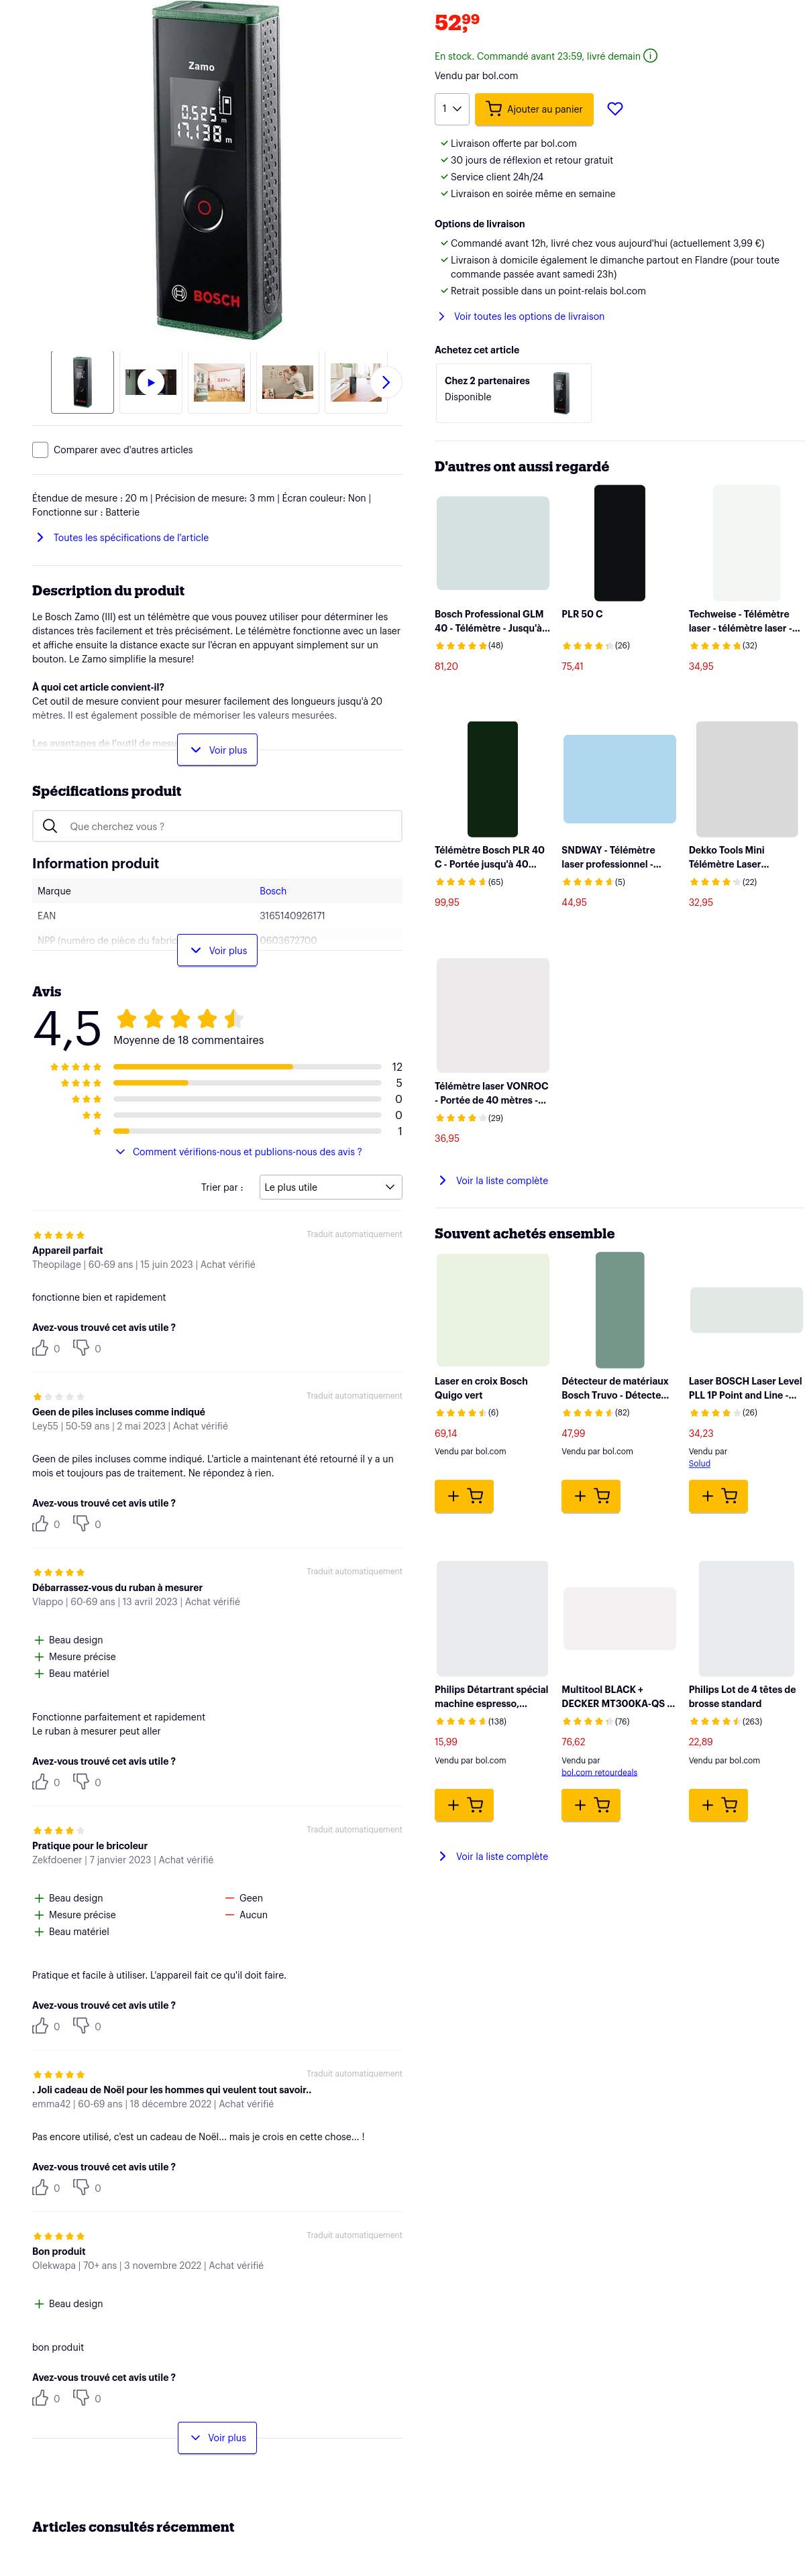 Zamo
0.525 m
17.138 m
BOSCH
Comparer avec d'autres articles
Étendue de mesure : 20 m | Précision de mesure: 3 mm | Écran couleur: Non |
Fonctionne sur : Batterie
Toutes les spécifications de l'article
Description du produit
Le Bosch Zamo (III) est un télémètre que vous pouvez utiliser pour déterminer les
distances très facilement et très précisément. Le télémètre fonctionne avec un laser
et affiche ensuite la distance exacte sur l'écran en appuyant simplement sur un
bouton. Le Zamo simplifie la mesure!
À quoi cet article convient-il?
Cet outil de mesure convient pour mesurer facilement des longueurs jusqu'à 20
mètres. Il est également possible de mémoriser les valeurs mesurées.
Les avantages de l'outil de mesu
Voir plus
Spécifications produit
Que cherchez vous ?
Information produit
Marque Bosch
EAN 3165140926171
NPP (numéro de pièce du fabric 0603672700
Voir plus
Avis
4,5
Moyenne de 18 commentaires
12
5
0
0
1
Comment vérifions-nous et publions-nous des avis ?
Trier par : Le plus utile
Traduit automatiquement
Appareil parfait
Theopilage | 60-69 ans | 15 juin 2023 | Achat vérifié
fonctionne bien et rapidement
Avez-vous trouvé cet avis utile ?
0 0
Traduit automatiquement
Geen de piles incluses comme indiqué
Ley55 | 50-59 ans | 2 mai 2023 | Achat vérifié
Geen de piles incluses comme indiqué. L'article a maintenant été retourné il y a un
mois et toujours pas de traitement. Ne répondez à rien.
Avez-vous trouvé cet avis utile ?
0 0
Traduit automatiquement
Débarrassez-vous du ruban à mesurer
Vlappo | 60-69 ans | 13 avril 2023 | Achat vérifié
Beau design
Mesure précise
Beau matériel
Fonctionne parfaitement et rapidement
Le ruban à mesurer peut aller
Avez-vous trouvé cet avis utile ?
0 0
Traduit automatiquement
Pratique pour le bricoleur
Zekfdoener | 7 janvier 2023 | Achat vérifié
Beau design Geen
Mesure précise Aucun
Beau matériel
Pratique et facile à utiliser. L'appareil fait ce qu'il doit faire.
Avez-vous trouvé cet avis utile ?
0 0
Traduit automatiquement
. Joli cadeau de Noël pour les hommes qui veulent tout savoir..
emma42 | 60-69 ans | 18 décembre 2022 | Achat vérifié
Pas encore utilisé, c'est un cadeau de Noël... mais je crois en cette chose... !
Avez-vous trouvé cet avis utile ?
0 0
Traduit automatiquement
Bon produit
Olekwapa | 70+ ans | 3 novembre 2022 | Achat vérifié
Beau design
bon produit
Avez-vous trouvé cet avis utile ?
0 0
Voir plus
Articles consultés récemment
52,99
En stock. Commandé avant 23:59, livré demain
Vendu par bol.com
1 Ajouter au panier
Livraison offerte par bol.com
30 jours de réflexion et retour gratuit
Service client 24h/24
Livraison en soirée même en semaine
Options de livraison
Commandé avant 12h, livré chez vous aujourd'hui (actuellement 3,99 €)
Livraison à domicile également le dimanche partout en Flandre (pour toute
commande passée avant samedi 23h)
Retrait possible dans un point-relais bol.com
Voir toutes les options de livraison
Achetez cet article
Chez 2 partenaires
Disponible
D'autres ont aussi regardé
Bosch Professional GLM
40 - Télémètre - Jusqu'à...
(48)
81,20
PLR 50 C
(26)
75,41
Techweise - Télémètre
laser - télémètre laser -...
(32)
34,95
Télémètre Bosch PLR 40
C - Portée jusqu'à 40...
(65)
99,95
SNDWAY - Télémètre
laser professionnel -...
(5)
44,95
Dekko Tools Mini
Télémètre Laser...
(22)
32,95
Télémètre laser VONROC
- Portée de 40 mètres -...
(29)
36,95
Voir la liste complète
Souvent achetés ensemble
Laser en croix Bosch
Quigo vert
(6)
69,14
Vendu par bol.com
Détecteur de matériaux
Bosch Truvo - Détecte...
(82)
47,99
Vendu par bol.com
Laser BOSCH Laser Level
PLL 1P Point and Line -...
(26)
34,23
Vendu par
Solud
Philips Détartrant spécial
machine espresso,...
(138)
15,99
Vendu par bol.com
Multitool BLACK +
DECKER MT300KA-QS ...
(76)
76,62
Vendu par
bol.com retourdeals
Philips Lot de 4 têtes de
brosse standard
(263)
22,89
Vendu par bol.com
Voir la liste complète